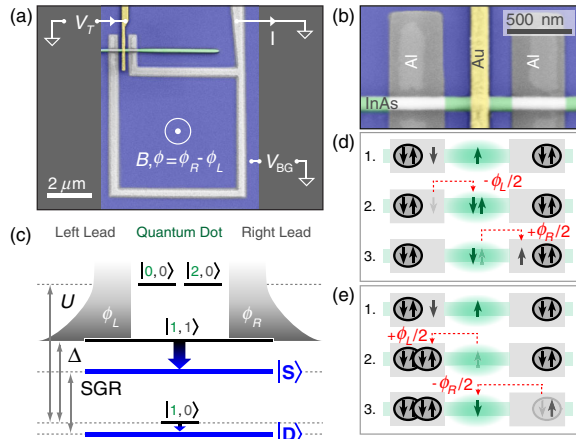 (a)
V_T
I
B, ϕ=ϕ_R-ϕ_L
V_BG
2 μm
(b)
500 nm
Al
Au
Al
InAs
(c)
Left Lead
Quantum Dot
Right Lead
|0,0⟩ |2,0⟩
U
ϕ_L
ϕ_R
|1,1⟩
Δ
|S⟩
SGR
|1,0⟩
|D⟩
(d)
1.
-ϕ_L/2
2.
+ϕ_R/2
3.
(e)
1.
+ϕ_L/2
2.
-ϕ_R/2
3.